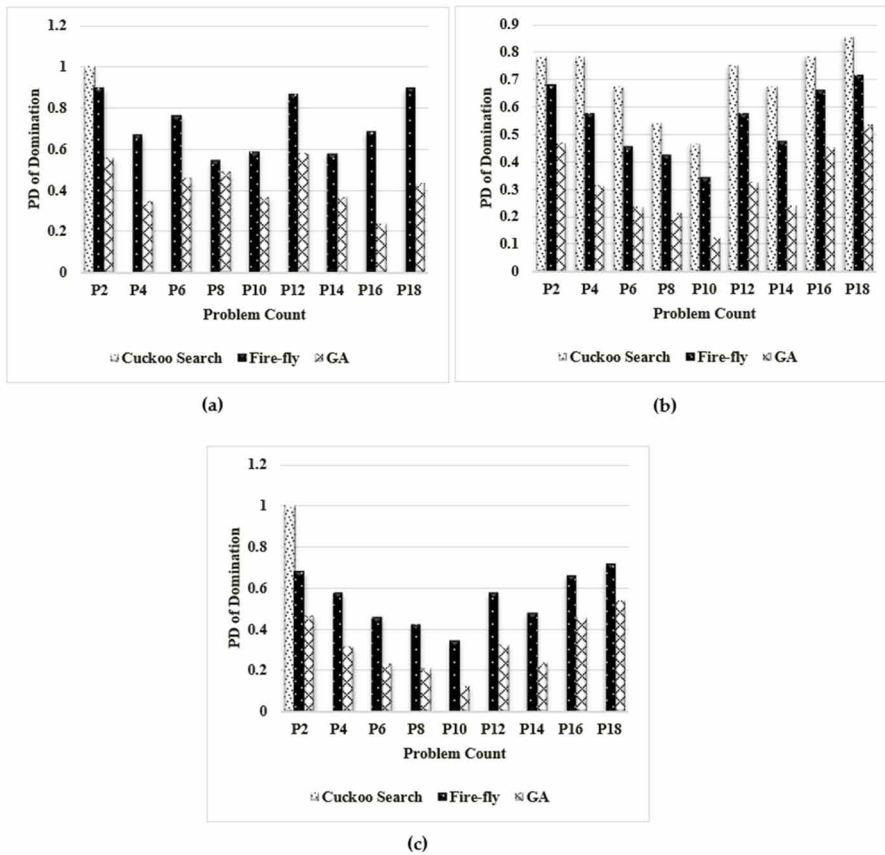 1.2
1
0.8
0.6
0.4
0.2
0
PD of Domination
P2 P4 P6 P8 P10 P12 P14 P16 P18
Problem Count
Cuckoo Search Fire-fly GA
(a)
0.9
0.8
0.7
0.6
0.5
0.4
0.3
0.2
0.1
0
PD of Domination
P2 P4 P6 P8 P10 P12 P14 P16 P18
Problem Count
Cuckoo Search Fire-fly GA
(b)
1.2
1
0.8
0.6
0.4
0.2
0
PD of Domination
P2 P4 P6 P8 P10 P12 P14 P16 P18
Problem Count
Cuckoo Search Fire-fly GA
(c)